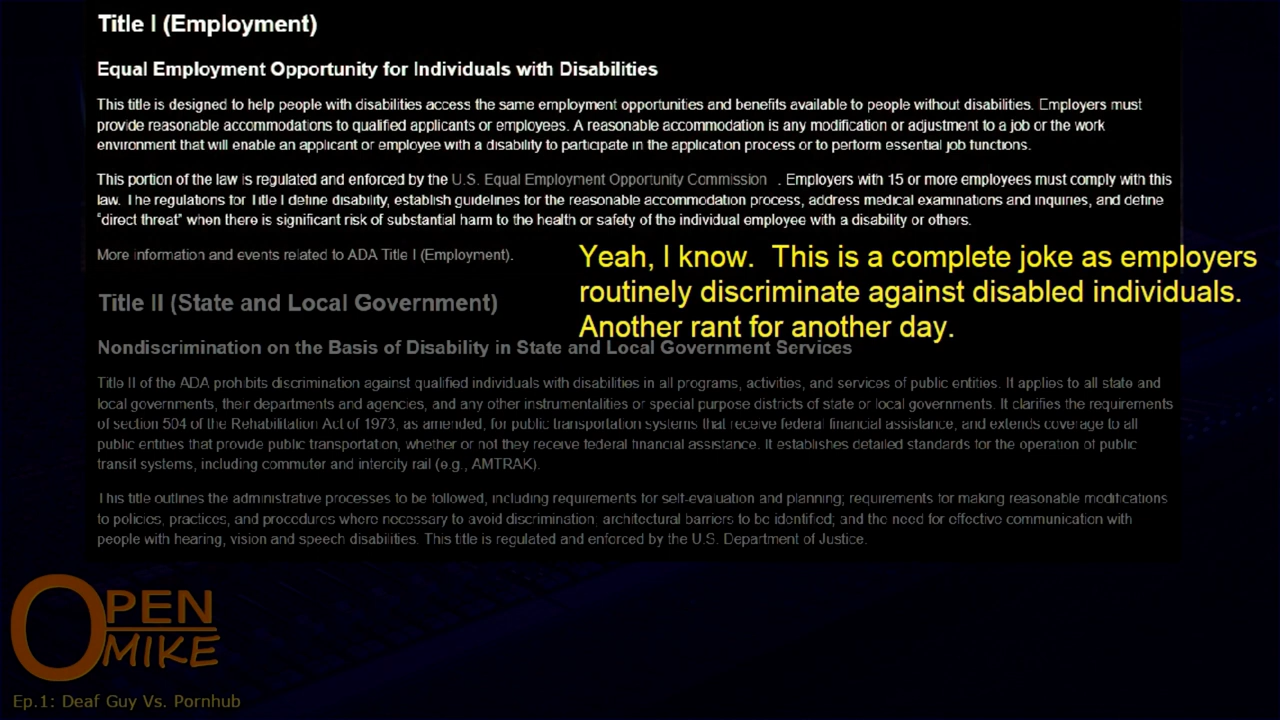 Title I (Employment)
Equal Employment Opportunity for Individuals with Disabilities
This title is designed to help people with disabilities access the same employment opportunities and benefits available to people without disabilities. Employers must
provide reasonable accommodations to qualified applicants or employees. A reasonable accommodation is any modification or adjustment to a job or the work
environment that will enable an applicant or employee with a disability to participate in the application process or to perform essential job functions.
This portion of the law is regulated and enforced by the U.S. Equal Employment Opportunity Commission . Employers with 15 or more employees must comply with this
law. The regulations for Title I define disability, establish guidelines for the reasonable accommodation process, address medical examinations and inquiries, and define
"direct threat" when there is significant risk of substantial harm to the health or safety of the individual employee with a disability or others.
More information and events related to ADA Title I (Employment).
Yeah, I know. This is a complete joke as employers
routinely discriminate against disabled individuals.
Another rant for another day.
Title II (State and Local Government)
Nondiscrimination on the Basis of Disability in State and Local Government Services
Title II of the ADA prohibits discrimination against qualified individuals with disabilities in all programs, activities, and services of public entities. It applies to all state and
local governments, their departments and agencies, and any other instrumentalities or special purpose districts of state or local governments. It clarifies the requirements
of section 504 of the Rehabilitation Act of 1973, as amended, for public transportation systems that receive federal financial assistance, and extends coverage to all
public entities that provide public transportation, whether or not they receive federal financial assistance. It establishes detailed standards for the operation of public
transit systems, including commuter and intercity rail (e.g., AMTRAK).
This title outlines the administrative processes to be followed, including requirements for self-evaluation and planning; requirements for making reasonable modifications
to policies, practices, and procedures where necessary to avoid discrimination; architectural barriers to be identified; and the need for effective communication with
people with hearing, vision and speech disabilities. This title is regulated and enforced by the U.S. Department of Justice.
OPEN
MIKE
Ep.1: Deaf Guy Vs. Pornhub